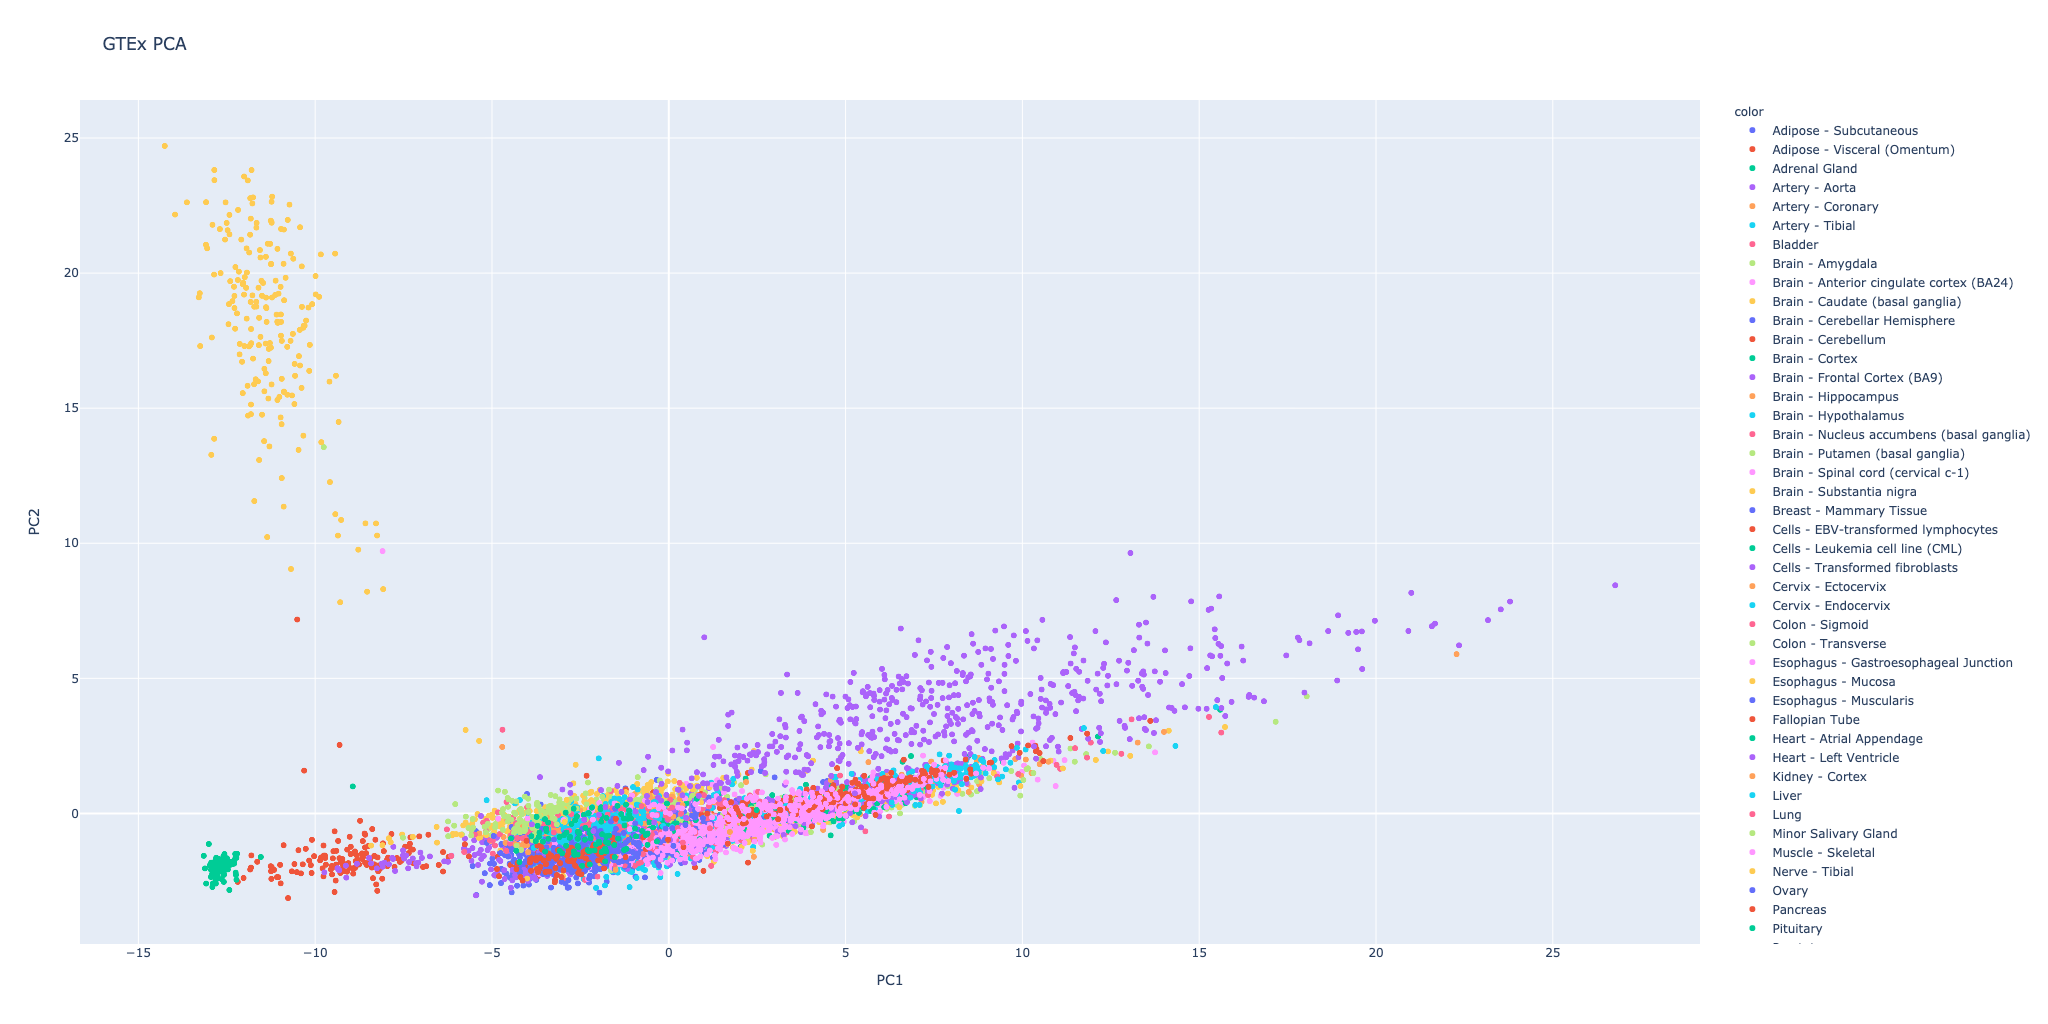 GTEx PCA
25
20
15
10
5
0
PC2
−15
−10
−5
0
5
10
15
20
25
PC1
color
Adipose - Subcutaneous
Adipose - Visceral (Omentum)
Adrenal Gland
Artery - Aorta
Artery - Coronary
Artery - Tibial
Bladder
Brain - Amygdala
Brain - Anterior cingulate cortex (BA24)
Brain - Caudate (basal ganglia)
Brain - Cerebellar Hemisphere
Brain - Cerebellum
Brain - Cortex
Brain - Frontal Cortex (BA9)
Brain - Hippocampus
Brain - Hypothalamus
Brain - Nucleus accumbens (basal ganglia)
Brain - Putamen (basal ganglia)
Brain - Spinal cord (cervical c-1)
Brain - Substantia nigra
Breast - Mammary Tissue
Cells - EBV-transformed lymphocytes
Cells - Leukemia cell line (CML)
Cells - Transformed fibroblasts
Cervix - Ectocervix
Cervix - Endocervix
Colon - Sigmoid
Colon - Transverse
Esophagus - Gastroesophageal Junction
Esophagus - Mucosa
Esophagus - Muscularis
Fallopian Tube
Heart - Atrial Appendage
Heart - Left Ventricle
Kidney - Cortex
Liver
Lung
Minor Salivary Gland
Muscle - Skeletal
Nerve - Tibial
Ovary
Pancreas
Pituitary